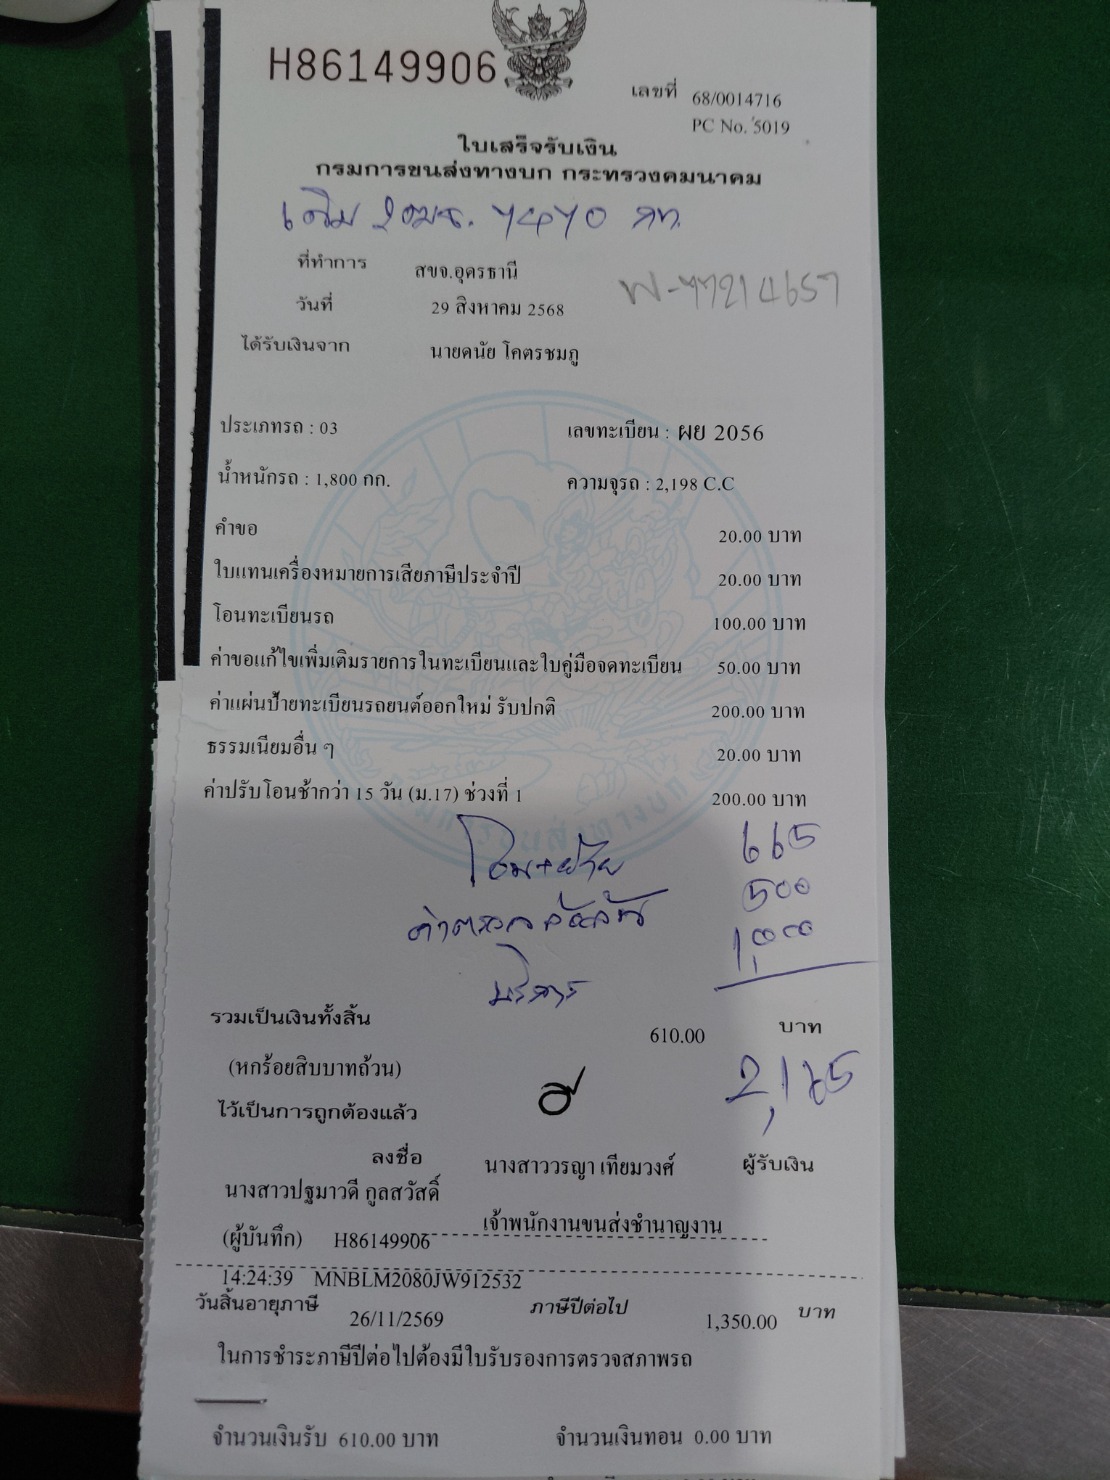 H86149906
เลขที่ 68/0014716
PC No. 5019
ใบเสร็จรับเงิน
กรมการขนส่งทางบก กระทรวงคมนาคม
เดิม
ที่ทำการ สขจ.อุดรธานี
วันที่ 29 สิงหาคม 2568
ได้รับเงินจาก นายดนัย โคตรชมภู
ประเภทรถ : 03 เลขทะเบียน : ผย 2056
น้ำหนักรถ : 1,800 กก. ความจุรถ : 2,198 C.C
คำขอ 20.00 บาท
ใบแทนเครื่องหมายการเสียภาษีประจำปี 20.00 บาท
โอนทะเบียนรถ 100.00 บาท
ค่าขอแก้ไขเพิ่มเติมรายการในทะเบียนและใบคู่มือจดทะเบียน 50.00 บาท
ค่าแผ่นป้ายทะเบียนรถยนต์ออกใหม่ รับปกติ 200.00 บาท
ธรรมเนียมอื่น ๆ 20.00 บาท
ค่าปรับโอนช้ากว่า 15 วัน (ม.17) ช่วงที่ 1 200.00 บาท
โอน+ย้าย 665
ค่าตรวจ 500
บริการ 1,000
รวมเป็นเงินทั้งสิ้น 610.00 บาท
(หกร้อยสิบบาทถ้วน) 2,165
ไว้เป็นการถูกต้องแล้ว
ลงชื่อ นางสาววรญา เทียมวงศ์ ผู้รับเงิน
นางสาวปฐมาวดี กูลสวัสดิ์
เจ้าพนักงานขนส่งชำนาญงาน
(ผู้บันทึก) H86149906
14:24:39 MNBLM2080JW912532
วันสิ้นอายุภาษี 26/11/2569 ภาษีปีต่อไป 1,350.00 บาท
ในการชำระภาษีปีต่อไปต้องมีใบรับรองการตรวจสภาพรถ
จำนวนเงินรับ 610.00 บาท จำนวนเงินทอน 0.00 บาท